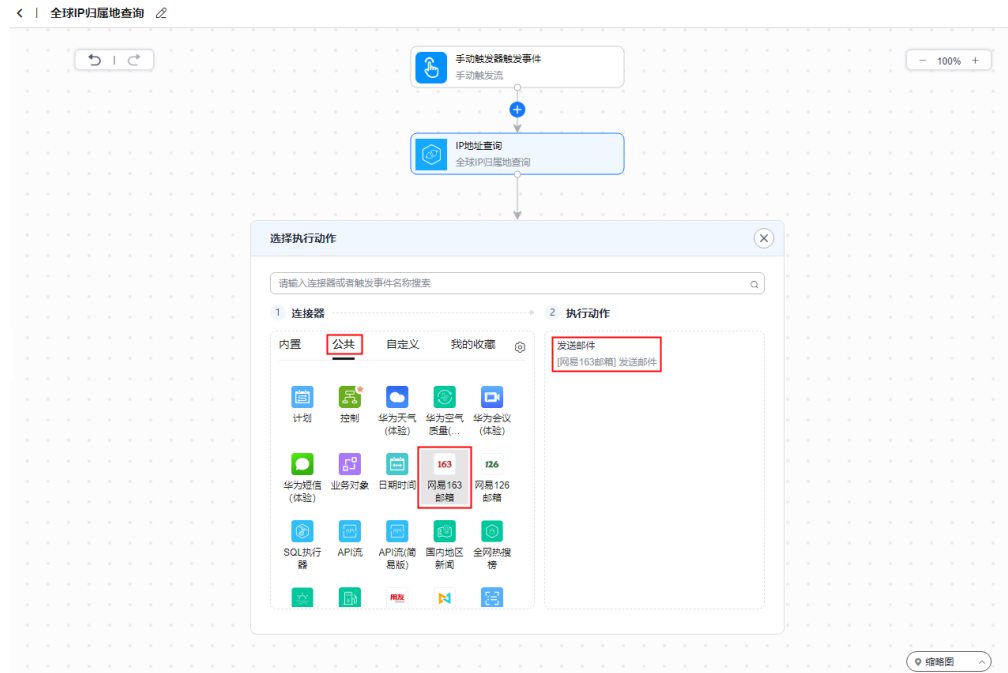 全球IP归属地查询
手动触发器触发事件
手动触发流
100%
IP地址查询
全球IP归属地查询
选择执行动作
请输入连接器或者触发事件名称搜索
1 连接器
2 执行动作
内置 公共 自定义 我的收藏
发送邮件
[网易163邮箱] 发送邮件
计划 控制 华为天气 华为空气 华为会议
(体验) 质量(... (体验)
163 126
华为短信 业务对象 日期时间 网易163 网易126
(体验) 邮箱 邮箱
SQL执行 API流 API流(简 国内地区 全网热搜
器 易版) 新闻 榜
用友
缩略图